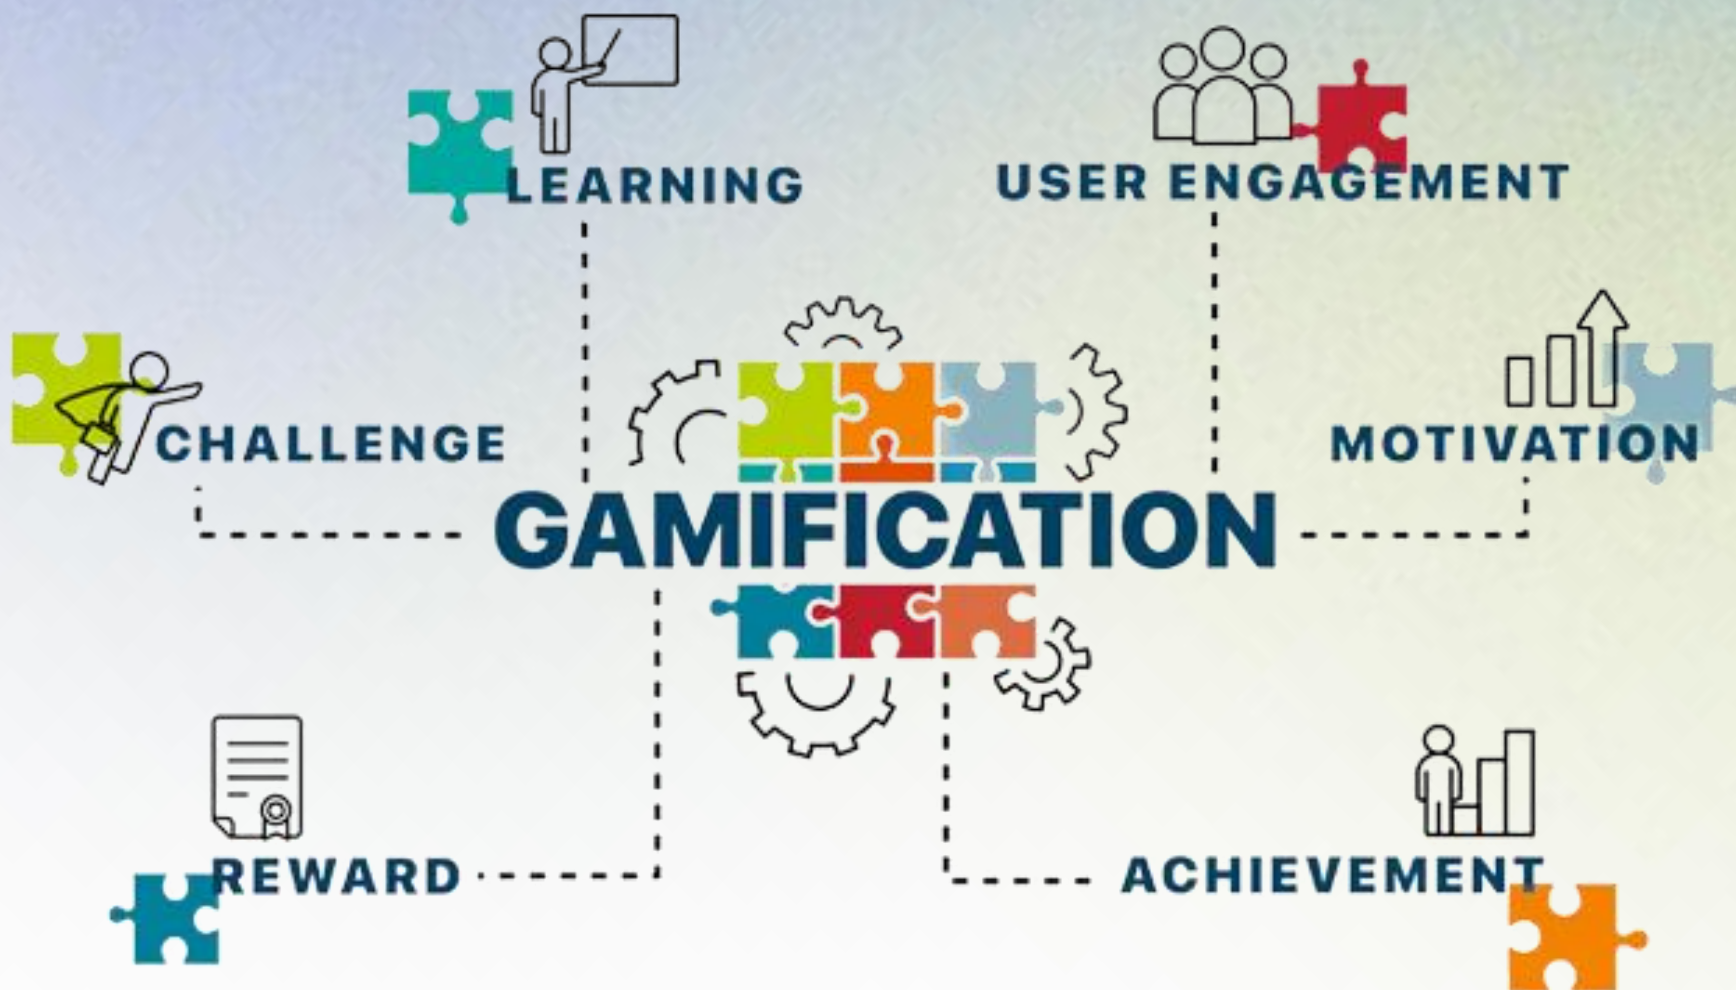 LEARNING
USER ENGAGEMENT
CHALLENGE
MOTIVATION
GAMIFICATION
REWARD
ACHIEVEMENT